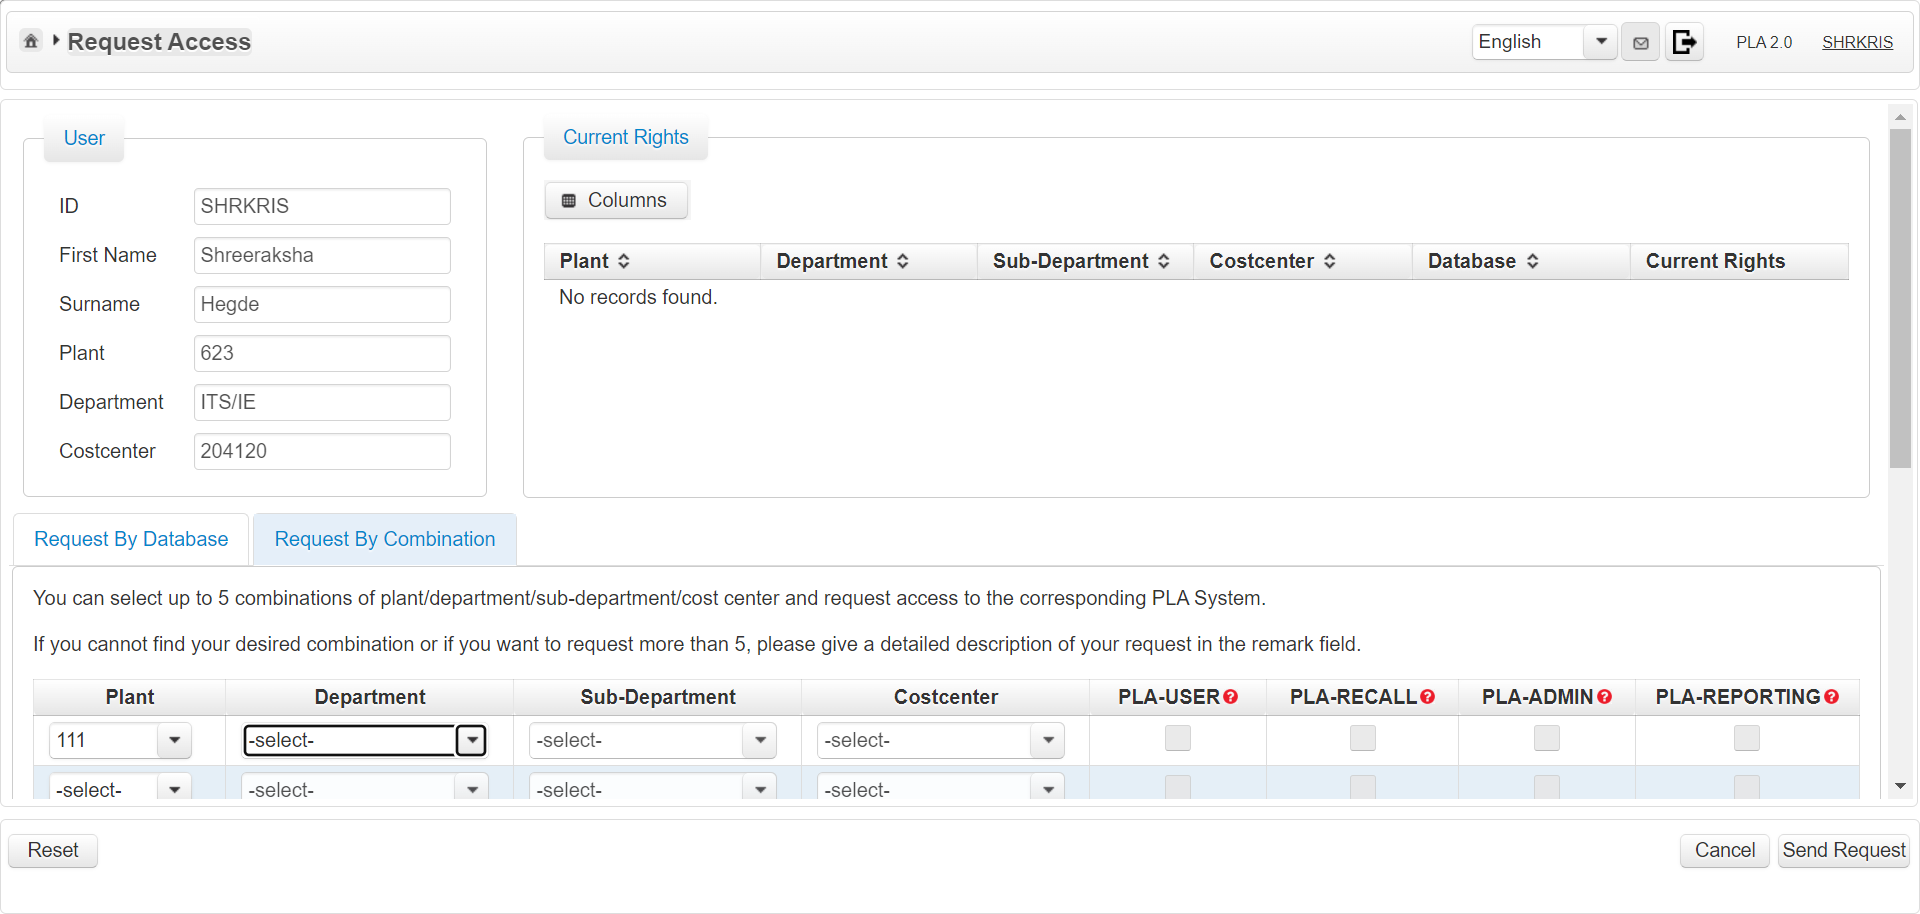 Request Access
English
PLA 2.0
SHRKRIS
User
ID
SHRKRIS
First Name
Shreeraksha
Surname
Hegde
Plant
623
Department
ITS/IE
Costcenter
204120
Current Rights
Columns
Plant Department Sub-Department Costcenter Database Current Rights
No records found.
Request By Database
Request By Combination
You can select up to 5 combinations of plant/department/sub-department/cost center and request access to the corresponding PLA System.
If you cannot find your desired combination or if you want to request more than 5, please give a detailed description of your request in the remark field.
Plant Department Sub-Department Costcenter PLA-USER? PLA-RECALL? PLA-ADMIN? PLA-REPORTING?
111 -select- -select- -select-
-select- -select- -select- -select-
Reset
Cancel
Send Request